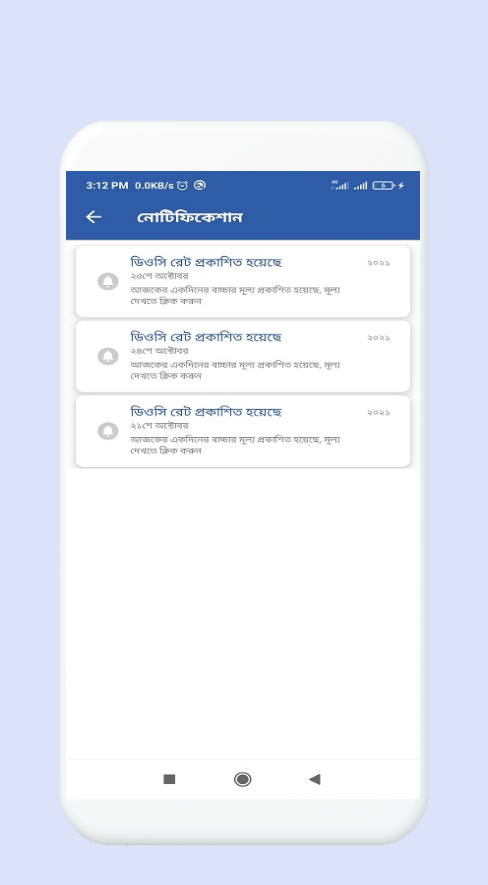 3:12 PM 0.0KB/s 4G 6
নোটিফিকেশান
ডিওসি রেট প্রকাশিত হয়েছে ২০২১
২৫শে অক্টোবর
আজকের একদিনের বাচ্চার মূল্য প্রকাশিত হয়েছে, মূল্য
দেখতে ক্লিক করুন
ডিওসি রেট প্রকাশিত হয়েছে ২০২১
২৪শে অক্টোবর
আজকের একদিনের বাচ্চার মূল্য প্রকাশিত হয়েছে, মূল্য
দেখতে ক্লিক করুন
ডিওসি রেট প্রকাশিত হয়েছে ২০২১
২১শে অক্টোবর
আজকের একদিনের বাচ্চার মূল্য প্রকাশিত হয়েছে, মূল্য
দেখতে ক্লিক করুন